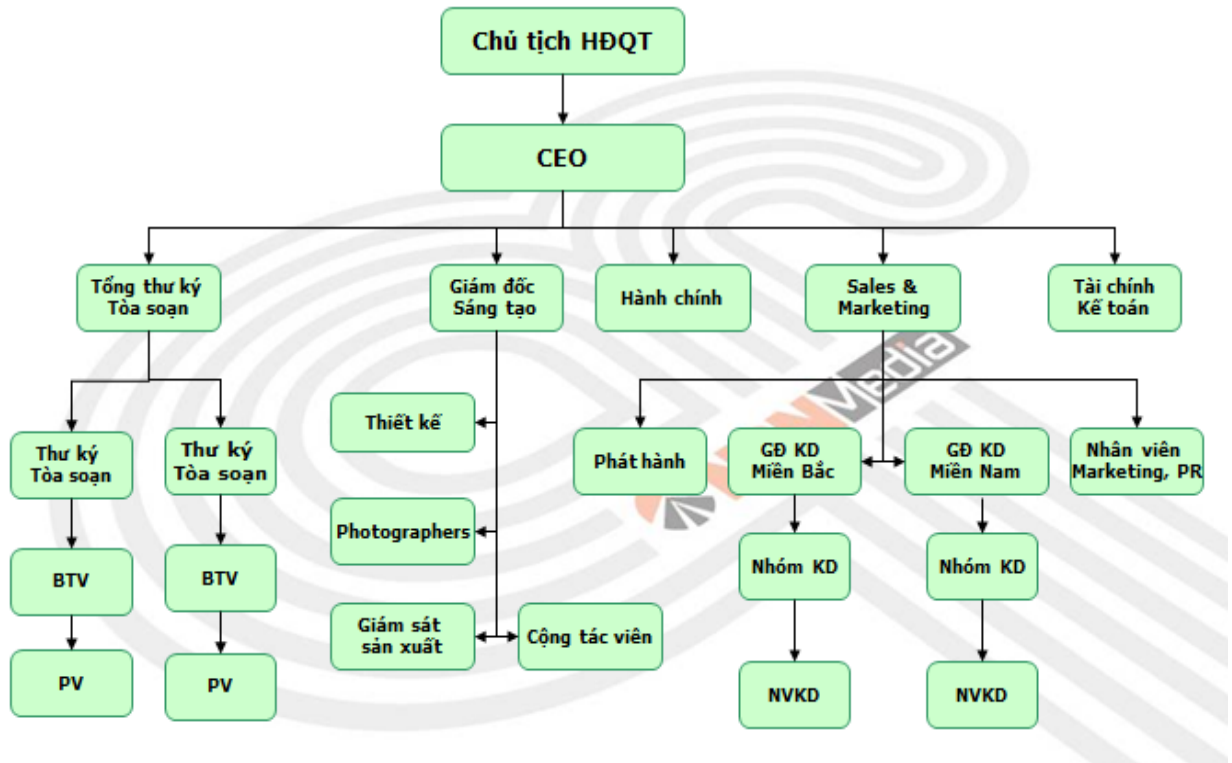 Chủ tịch HĐQT
CEO
Tổng thư ký
Tòa soạn
Giám đốc
Sáng tạo
Hành chính
Sales &
Marketing
Tài chính
Kế toán
Thư ký
Tòa soạn
Thư ký
Tòa soạn
Thiết kế
Phát hành
GĐ KD
Miền Bắc
GĐ KD
Miền Nam
Nhân viên
Marketing, PR
Photographers
BTV
BTV
Nhóm KD
Nhóm KD
Giám sát
sản xuất
Cộng tác viên
PV
PV
NVKD
NVKD
Media